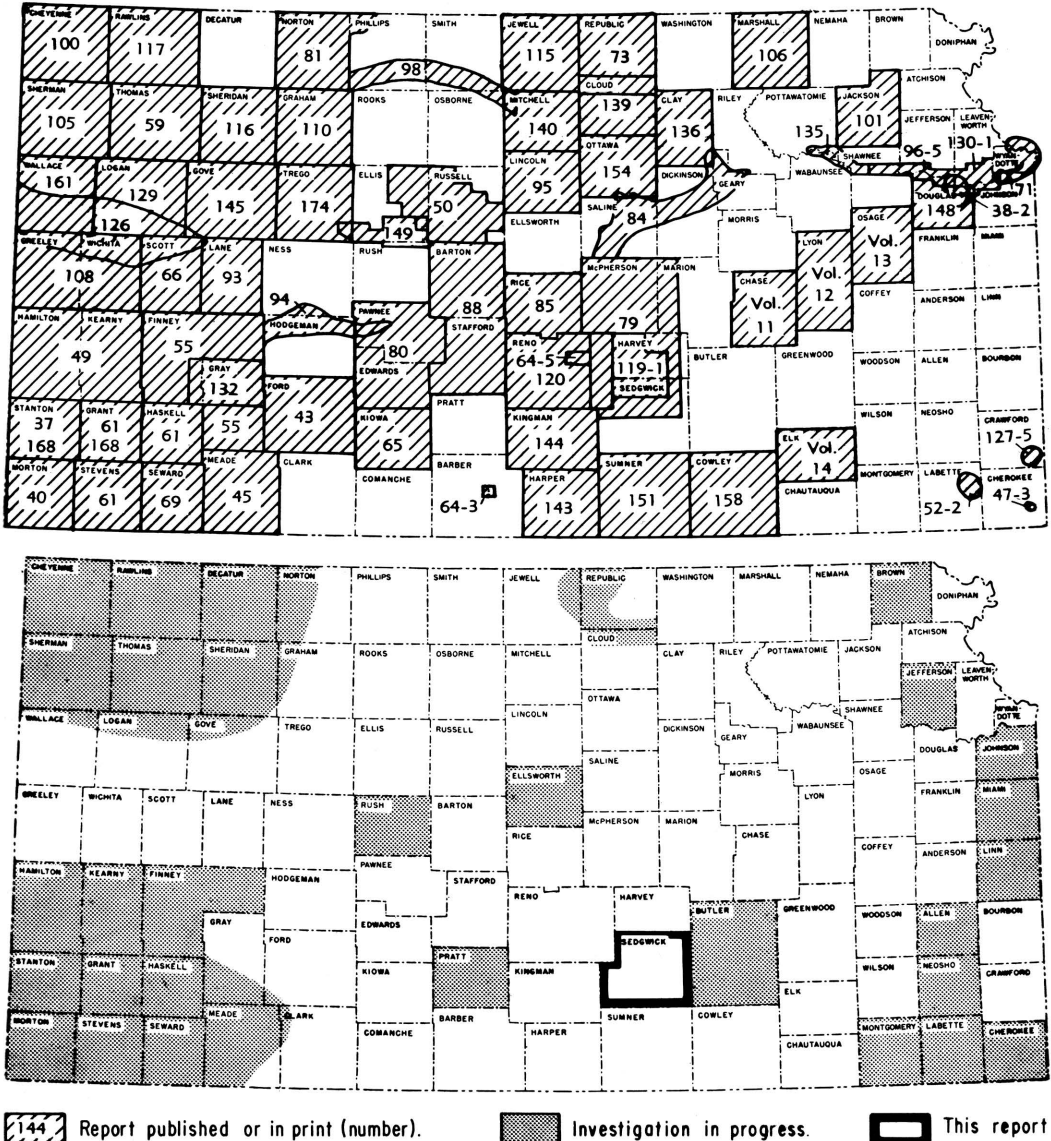 CHEYENNE RAWLINS DECATUR NORTON PHILLIPS SMITH JEWELL REPUBLIC WASHINGTON MARSHALL NEMAHA BROWN DONIPHAN
100 117 81 115 73 106
98
ATCHISON
CLOUD
SHERMAN THOMAS SHERIDAN GRAHAM ROOKS OSBORNE MITCHELL CLAY RILEY POTTAWATOMIE JACKSON JEFFERSON LEAVEN-
WORTH
105 59 116 110 140 139 136 135 101 96-5 130-1
OTTAWA SHAWNEE WYAN-
DOTTE
WALLACE LOGAN GOVE TREGO ELLIS RUSSELL LINCOLN DICKINSON GEARY WABAUNSEE DOUGLAS JOHNSON
161 129 145 174 50 95 154 148 71
126 149 SALINE 84 38-2
ELLSWORTH MORRIS OSAGE
GREELEY WICHITA SCOTT LANE NESS RUSH BARTON LYON FRANKLIN MIAMI
108 66 93 McPHERSON MARION Vol.
13
RICE CHASE Vol.
12
94 88 85 79 Vol.
11
COFFEY ANDERSON LINN
HAMILTON KEARNY FINNEY HODGEMAN PAWNEE STAFFORD RENO HARVEY
49 55 80 64-5 119-1 BUTLER GREENWOOD WOODSON ALLEN BOURBON
GRAY EDWARDS 120 SEDGWICK
132 FORD
43
PRATT WILSON NEOSHO CRAWFORD
STANTON GRANT HASKELL KIOWA KINGMAN ELK
37 61 61 55 65 144 Vol.
14
127-5
168 168
MEADE CLARK BARBER SUMNER COWLEY MONTGOMERY LABETTE CHEROKEE
MORTON STEVENS SEWARD COMANCHE HARPER CHAUTAUQUA
40 61 69 45 64-3 143 151 158 52-2 47-3
CHEYENNE RAWLINS DECATUR NORTON PHILLIPS SMITH JEWELL REPUBLIC WASHINGTON MARSHALL NEMAHA BROWN
DONIPHAN
CLOUD ATCHISON
SHERMAN THOMAS SHERIDAN GRAHAM ROOKS OSBORNE MITCHELL CLAY RILEY POTTAWATOMIE JACKSON
JEFFERSON LEAVEN-
WORTH
OTTAWA
WALLACE LOGAN GOVE TREGO ELLIS RUSSELL LINCOLN DICKINSON GEARY WABAUNSEE SHAWNEE WYAN-
DOTTE
DOUGLAS JOHNSON
SALINE
ELLSWORTH MORRIS OSAGE
GREELEY WICHITA SCOTT LANE NESS RUSH BARTON LYON FRANKLIN MIAMI
McPHERSON MARION
RICE CHASE
COFFEY ANDERSON LINN
HAMILTON KEARNY FINNEY HODGEMAN PAWNEE STAFFORD
RENO HARVEY BUTLER GREENWOOD WOODSON ALLEN BOURBON
GRAY EDWARDS
FORD SEDGWICK
PRATT
STANTON GRANT HASKELL KIOWA KINGMAN WILSON NEOSHO CRAWFORD
ELK
MEADE CLARK BARBER SUMNER COWLEY
MORTON STEVENS SEWARD COMANCHE HARPER MONTGOMERY LABETTE CHEROKEE
CHAUTAUQUA
144 Report published or in print (number). Investigation in progress. This report